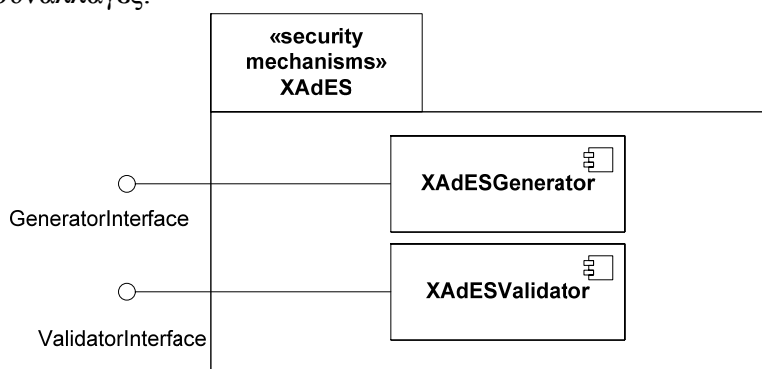 «security
mechanisms»
XAdES
XAdESGenerator
GeneratorInterface
XAdESValidator
ValidatorInterface